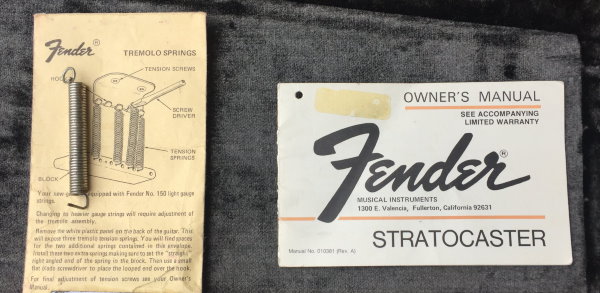 Fender®
TREMOLO SPRINGS
TENSION SCREWS
SCREW
DRIVER
TENSION
SPRINGS
BLOCK
equipped with Fender No. 150 light gauge
strings.
Changing to heavier gauge strings will require adjustment of
the tremolo assembly.
Remove the white plastic panel on the back of the guitar. This
will expose three tremolo tension springs. You will find spaces
for the two additional springs contained in this envelope.
Install these two extra springs making sure to set the "straight"
right angled end of the spring in the block. Then use a small
flat blade screwdriver to place the looped end over the hook.
For final adjustment of tension screws see your Owner's
Manual.
OWNER'S MANUAL
SEE ACCOMPANYING
LIMITED WARRANTY
Fender®
MUSICAL INSTRUMENTS
1300 E. Valencia, Fullerton, California 92631
STRATOCASTER
Manual No. 010381 (Rev. A)